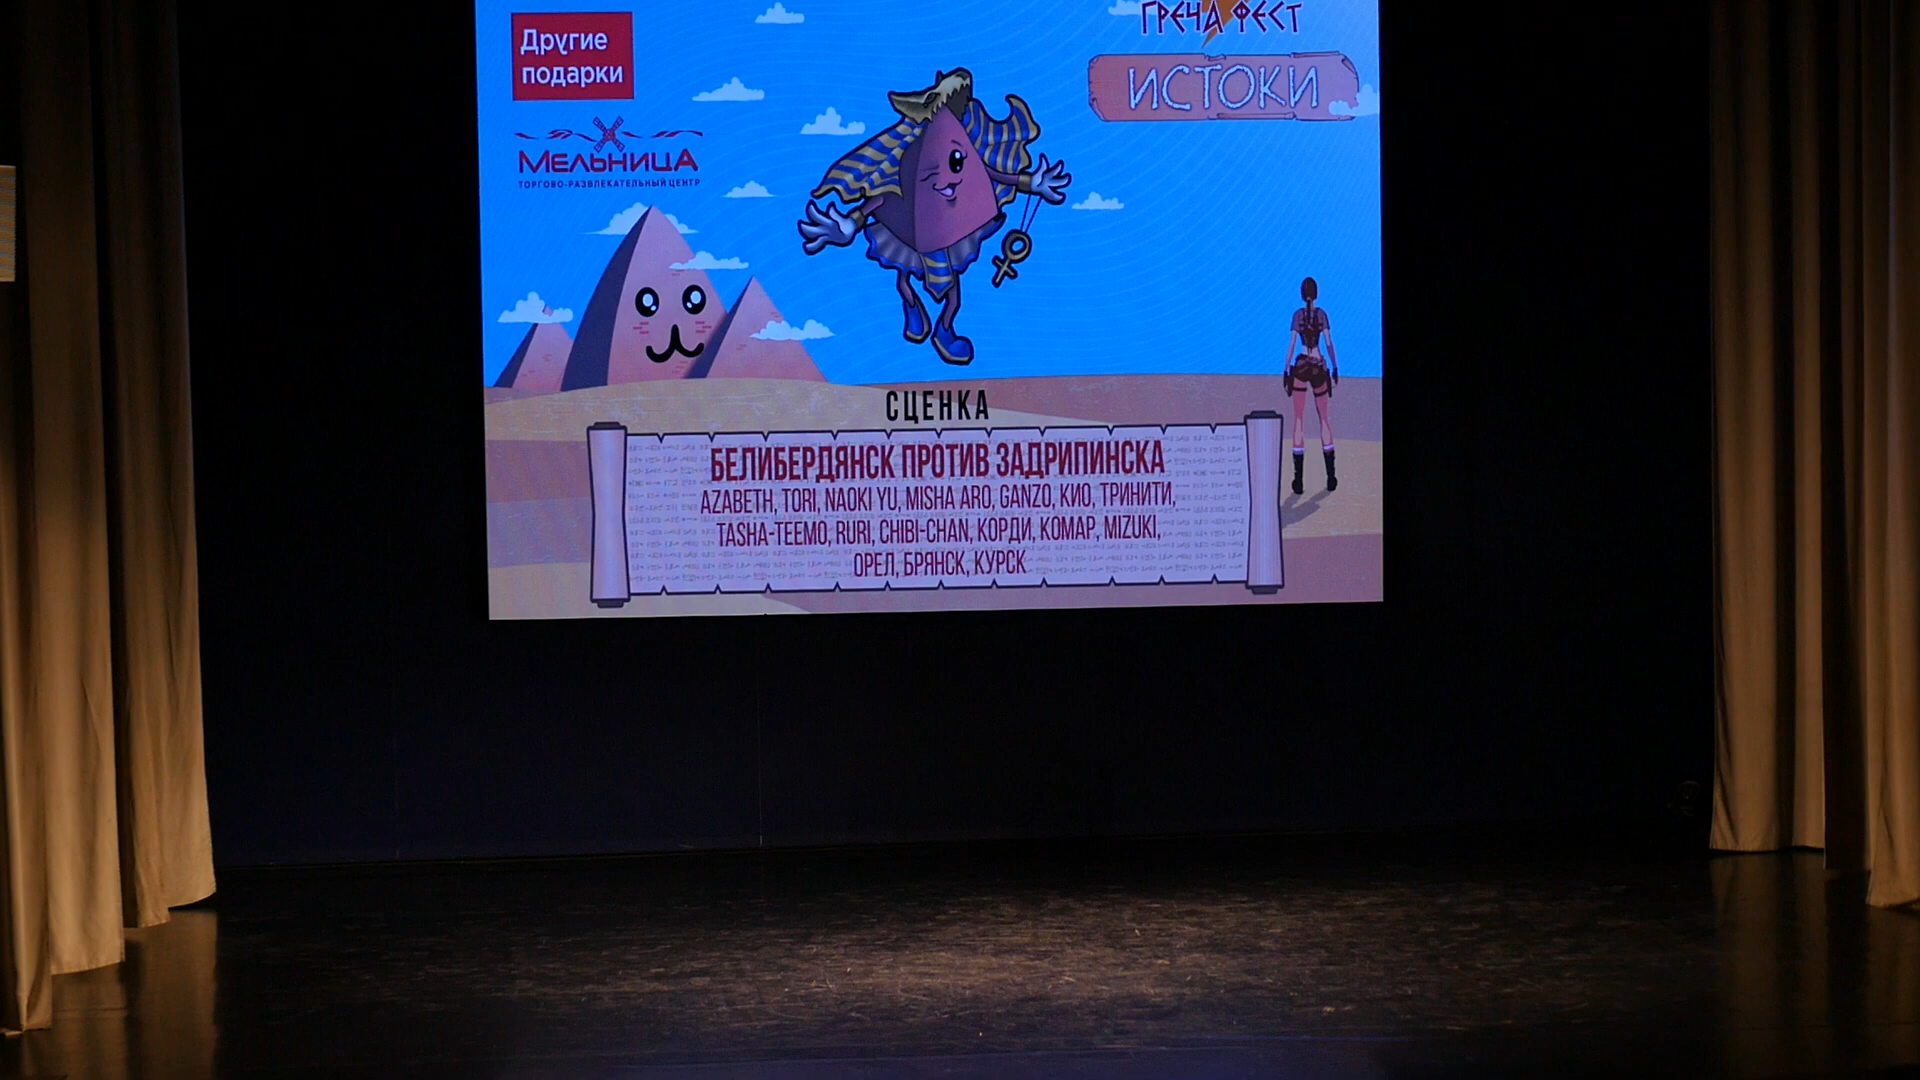 Другие
подарки
МЕЛЬНИЦА
ТОРГОВО-РАЗВЛЕКАТЕЛЬНЫЙ ЦЕНТР
ГРЕЧА ФЕСТ
ИСТОКИ
СЦЕНКА
БЕЛИБЕРДЯНСК ПРОТИВ ЗАДРИПИНСКА
AZABETH, TORI, NAOKI YU, MISHA ARO, GANZO, КИО, ТРИНИТИ,
TASHA-TEEMO, RURI, CHIBI-CHAN, КОРДИ, КОМАР, MIZUKI,
ОРЕЛ, БРЯНСК, КУРСК